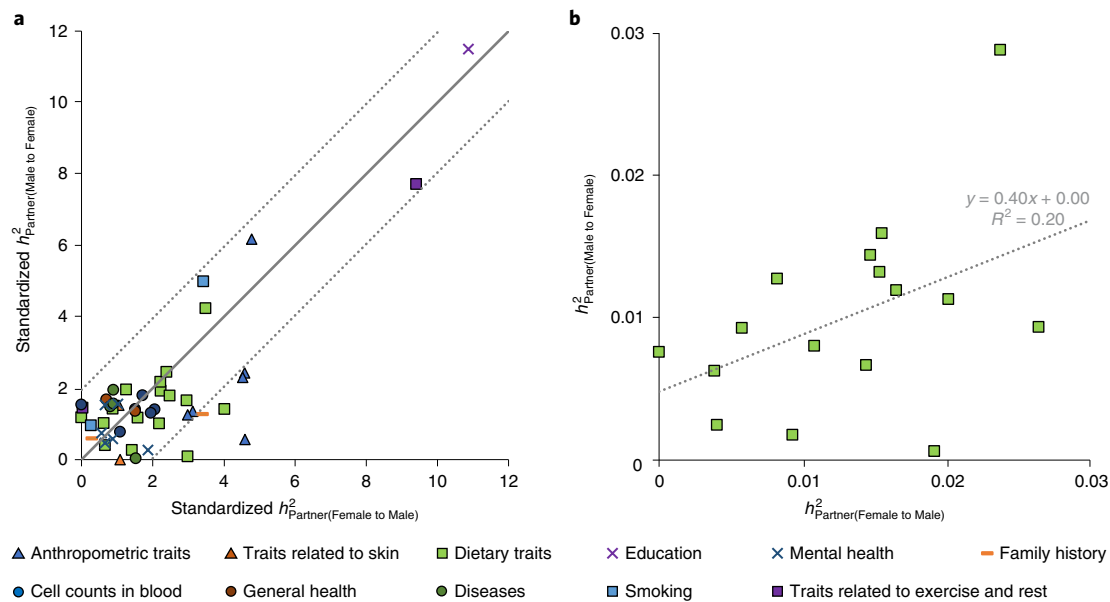 a
12
10
8
6
4
2
0
Standardized h²Partner(Male to Female)
0 2 4 6 8 10 12
Standardized h²Partner(Female to Male)
b
0.03
0.02
0.01
0
h²Partner(Male to Female)
y = 0.40x + 0.00
R² = 0.20
0 0.01 0.02 0.03
h²Partner(Female to Male)
Anthropometric traits Traits related to skin Dietary traits Education Mental health Family history
Cell counts in blood General health Diseases Smoking Traits related to exercise and rest